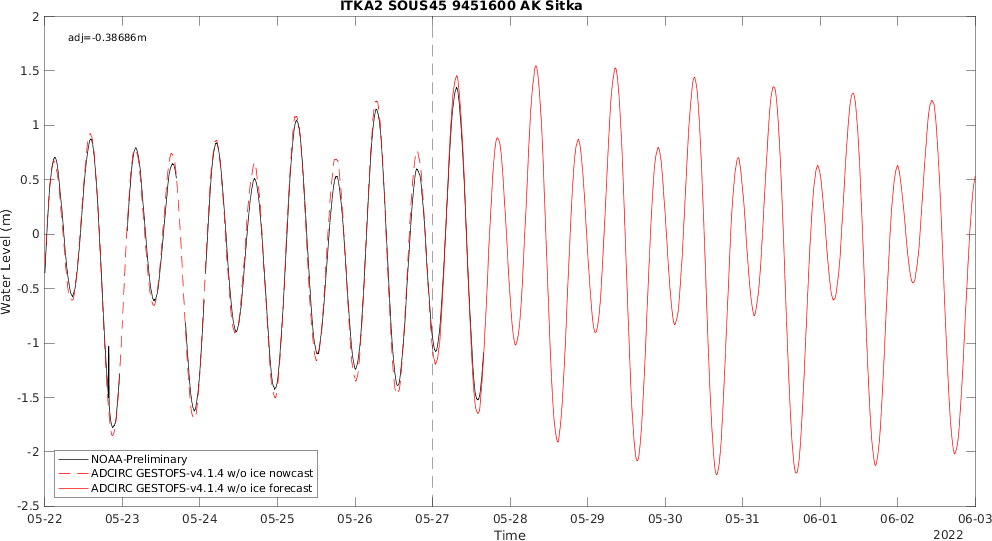 ITKA2 SOUS45 9451600 AK Sitka
adj=-0.38686m
2
1.5
1
0.5
0
-0.5
-1
-1.5
-2
-2.5
Water Level (m)
NOAA-Preliminary
ADCIRC GESTOFS-v4.1.4 w/o ice nowcast
ADCIRC GESTOFS-v4.1.4 w/o ice forecast
05-22 05-23 05-24 05-25 05-26 05-27 05-28 05-29 05-30 05-31 06-01 06-02 06-03
Time
2022